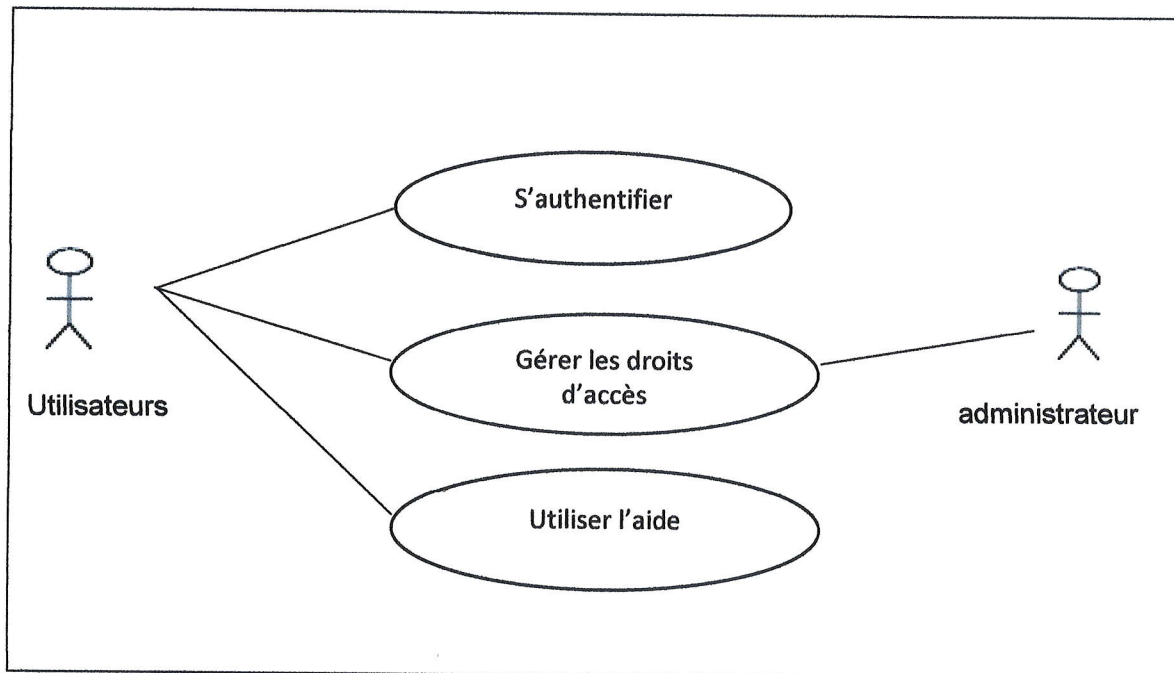 S'authentifier
Gérer les droits
d'accès
Utilisateurs
administrateur
Utiliser l'aide